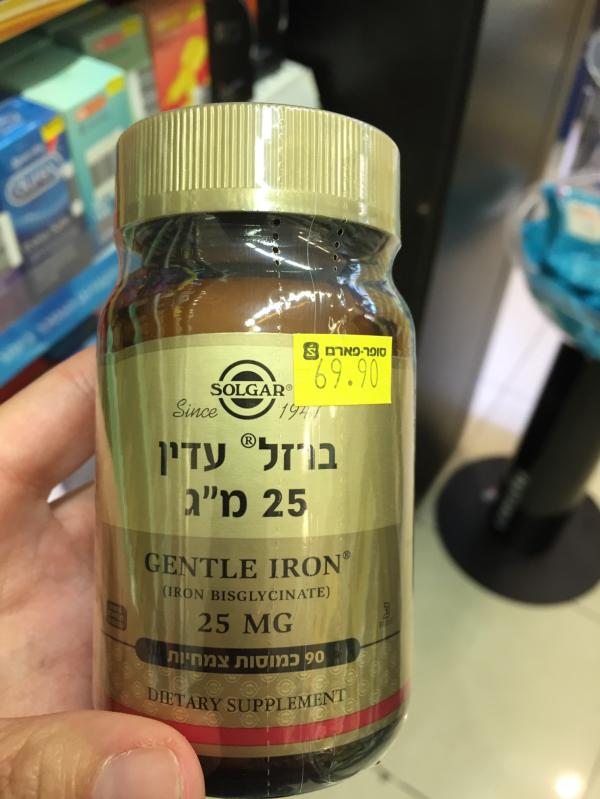 סופר-פארם
69.90
SOLGAR®
Since 1947
ברזל® עדין
25 מ"ג
GENTLE IRON®
(IRON BISGLYCINATE)
25 MG
90 כמוסות צמחיות
DIETARY SUPPLEMENT